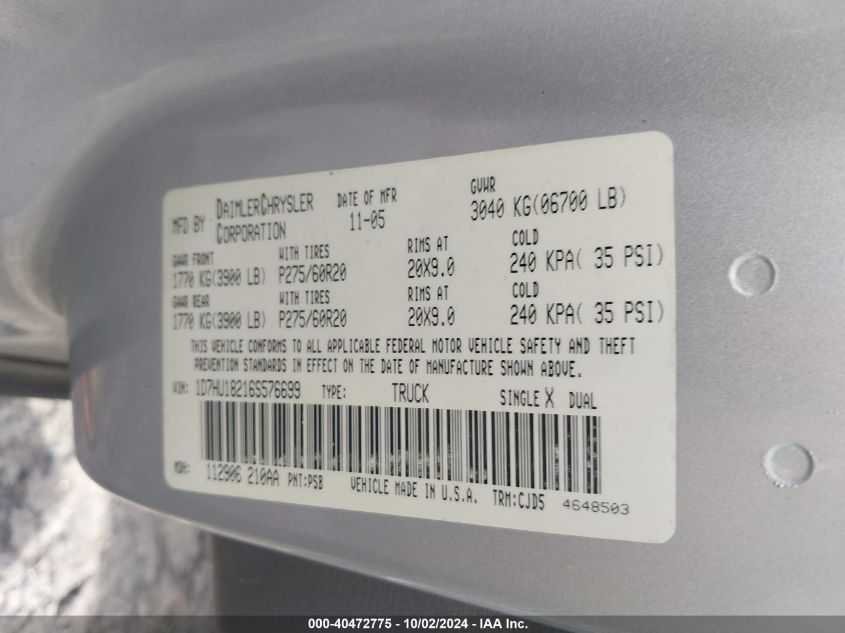 MFD BY DAIMLERCHRYSLER CORPORATION DATE OF MFR 11-05 GVWR 3040 KG(06700 LB)
GAWR FRONT WITH TIRES RIMS AT COLD
1770 KG(3900 LB) P275/60R20 20X9.0 240 KPA( 35 PSI)
GAWR REAR WITH TIRES RIMS AT COLD
1770 KG(3900 LB) P275/60R20 20X9.0 240 KPA( 35 PSI)
THIS VEHICLE CONFORMS TO ALL APPLICABLE FEDERAL MOTOR VEHICLE SAFETY AND THEFT
PREVENTION STANDARDS IN EFFECT ON THE DATE OF MANUFACTURE SHOWN ABOVE.
VIN: 1D7HU18216S576699 TYPE: TRUCK SINGLE X DUAL
MDH: 112906 210AA PNT:PSB VEHICLE MADE IN U.S.A. TRM:CJD5 4648503
000-40472775 - 10/02/2024 - IAA Inc.